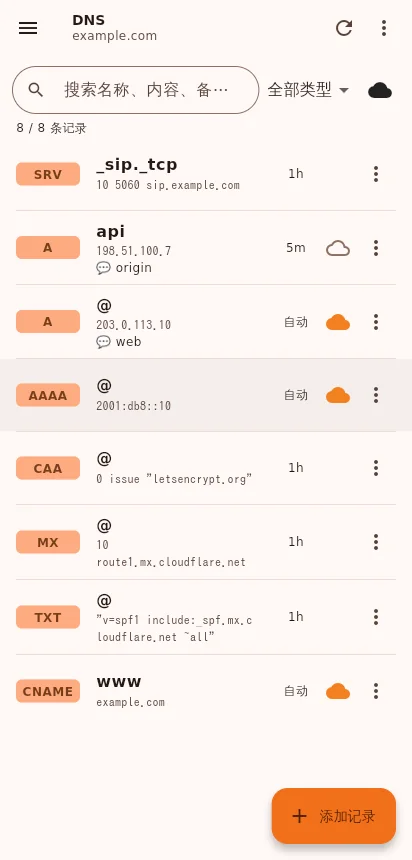 DNS
example.com
搜索名称、内容、备…
全部类型
8 / 8 条记录
SRV
_sip._tcp
10 5060 sip.example.com
1h
A
api
198.51.100.7
💬 origin
5m
A
@
203.0.113.10
💬 web
自动
AAAA
@
2001:db8::10
自动
CAA
@
0 issue "letsencrypt.org"
1h
MX
@
10
route1.mx.cloudflare.net
1h
TXT
@
"v=spf1 include:_spf.mx.c
loudflare.net ~all"
1h
CNAME
www
example.com
自动
添加记录